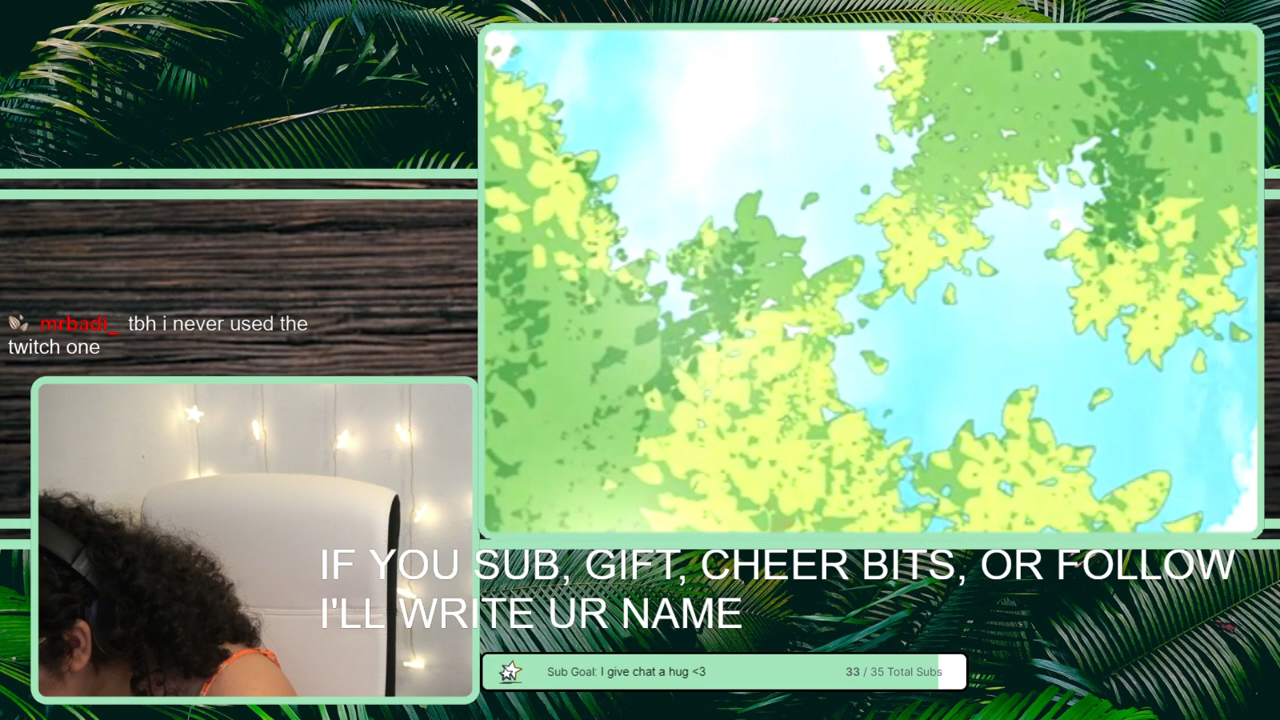 mrbadi_ tbh i never used the
twitch one
IF YOU SUB, GIFT, CHEER BITS, OR FOLLOW
I'LL WRITE UR NAME
Sub Goal: I give chat a hug <3 33 / 35 Total Subs